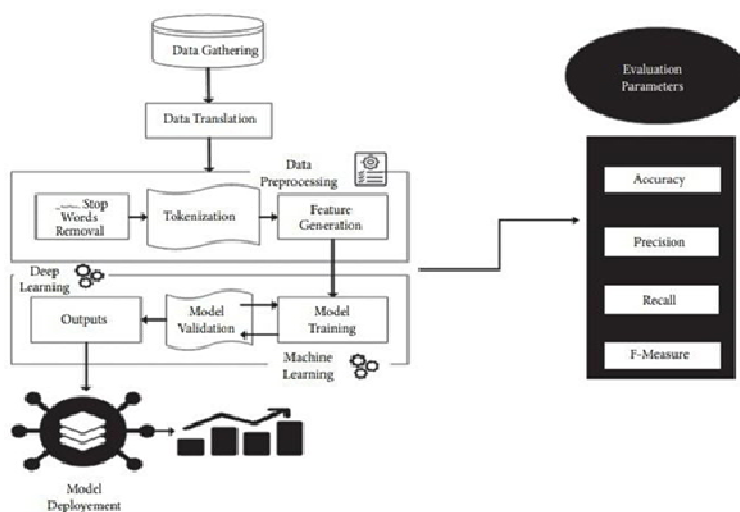 Data Gathering
Evaluation
Parameters
Data Translation
Data
Preprocessing
Stop
Words
Removal
Tokenization
Feature
Generation
Accuracy
Precision
Recall
F-Measure
Deep
Learning
Outputs
Model
Validation
Model
Training
Machine
Learning
Model
Deployement